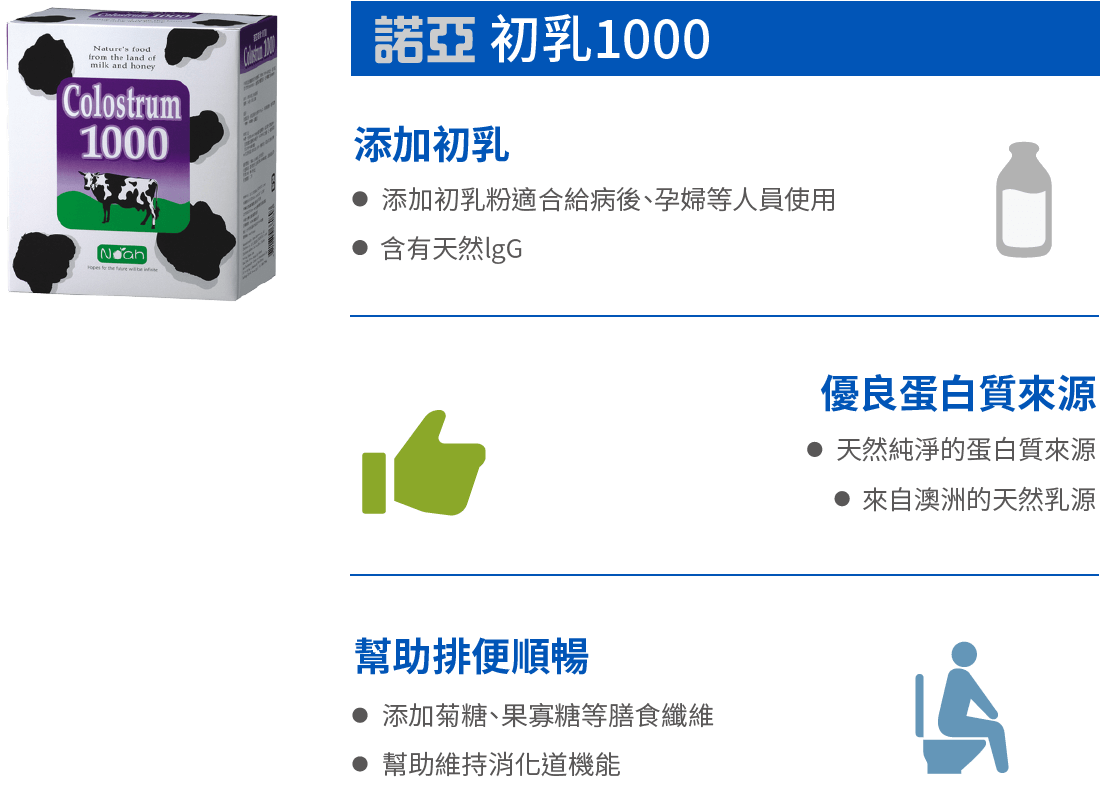 Colostrum 1000
Nature's food
from the land of
milk and honey
Colostrum
1000
Noah
Colostrum 1000
諾亞 初乳1000
添加初乳
● 添加初乳粉適合給病後、孕婦等人員使用
● 含有天然lgG
優良蛋白質來源
● 天然純淨的蛋白質來源
● 來自澳洲的天然乳源
幫助排便順暢
● 添加菊糖、果寡糖等膳食纖維
● 幫助維持消化道機能